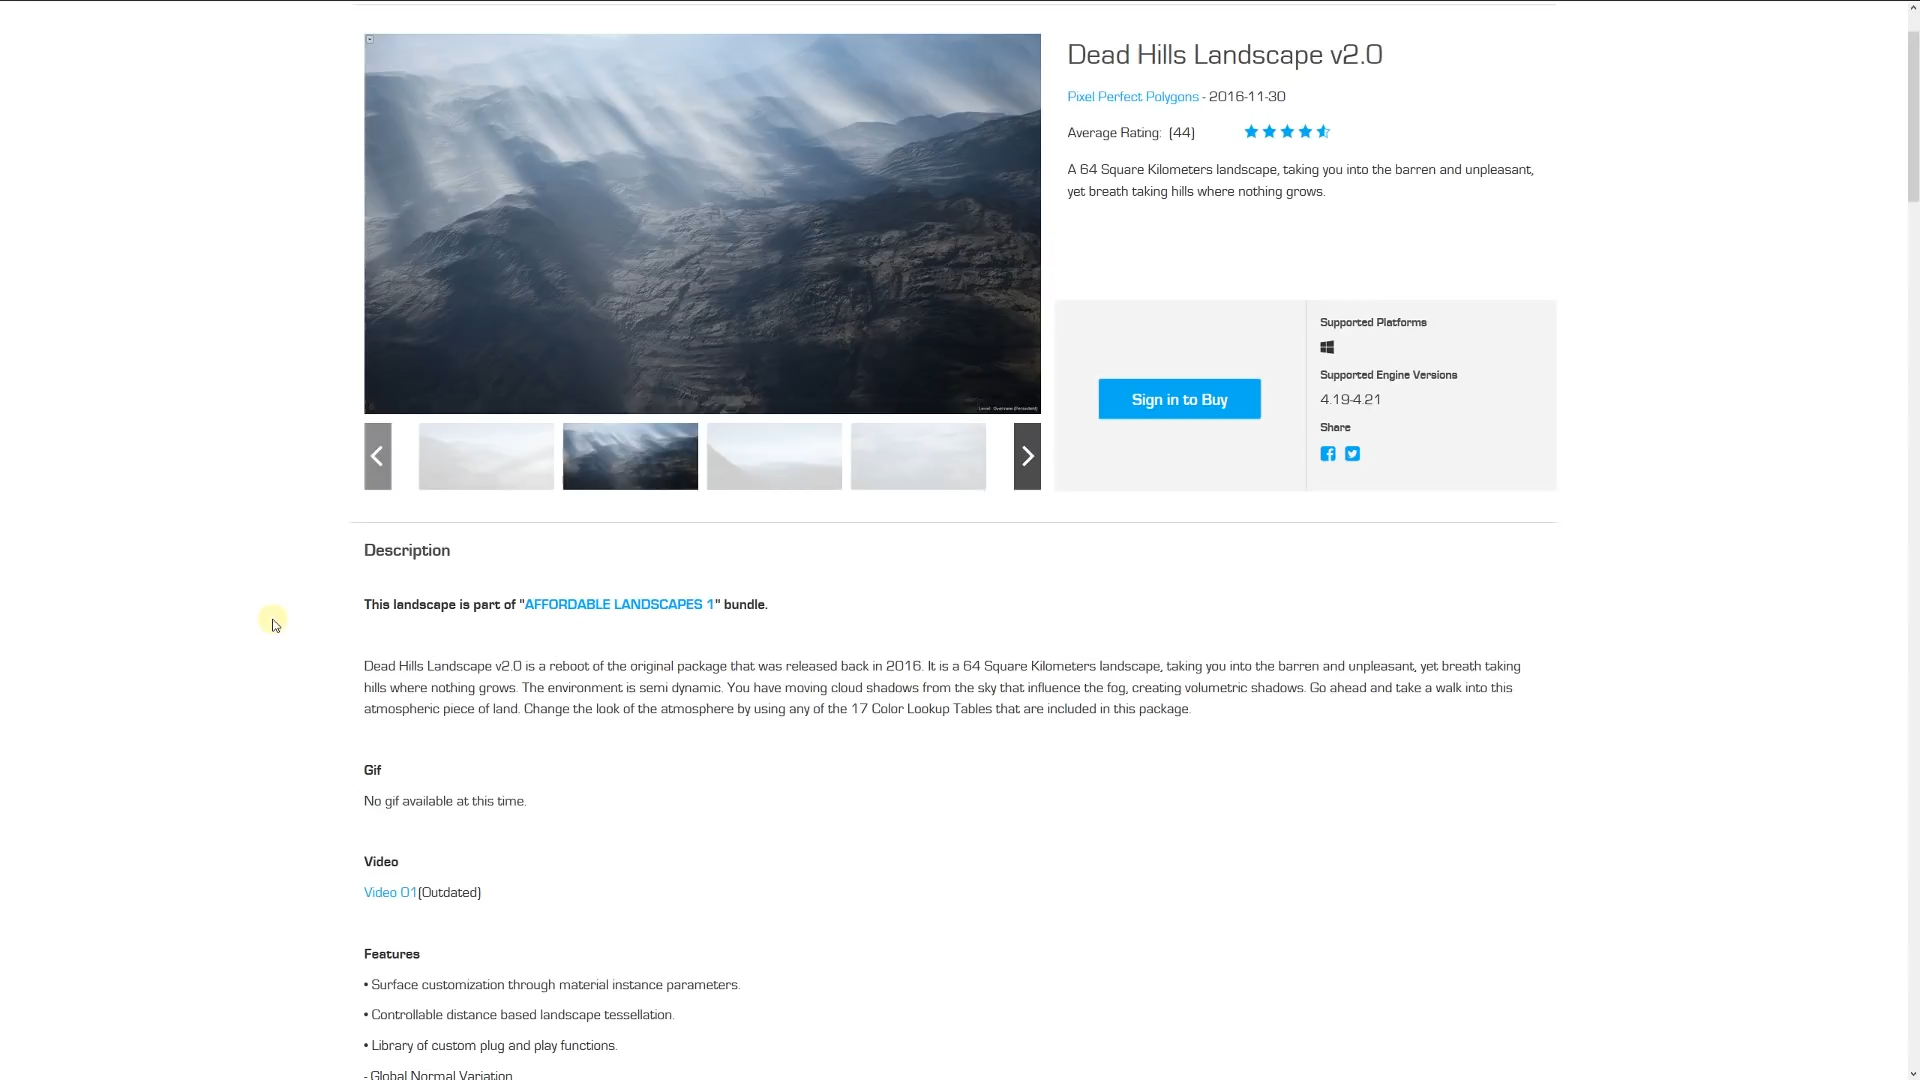 Dead Hills Landscape v2.0
Pixel Perfect Polygons - 2016-11-30
Average Rating: (44)
A 64 Square Kilometers landscape, taking you into the barren and unpleasant,
yet breath taking hills where nothing grows.
Sign in to Buy
Supported Platforms
Supported Engine Versions
4.19-4.21
Share
Description
This landscape is part of "AFFORDABLE LANDSCAPES 1" bundle.
Dead Hills Landscape v2.0 is a reboot of the original package that was released back in 2016. It is a 64 Square Kilometers landscape, taking you into the barren and unpleasant, yet breath taking
hills where nothing grows. The environment is semi dynamic. You have moving cloud shadows from the sky that influence the fog, creating volumetric shadows. Go ahead and take a walk into this
atmospheric piece of land. Change the look of the atmosphere by using any of the 17 Color Lookup Tables that are included in this package.
Gif
No gif available at this time.
Video
Video 01(Outdated)
Features
• Surface customization through material instance parameters.
• Controllable distance based landscape tessellation.
• Library of custom plug and play functions.
- Global Normal Variation